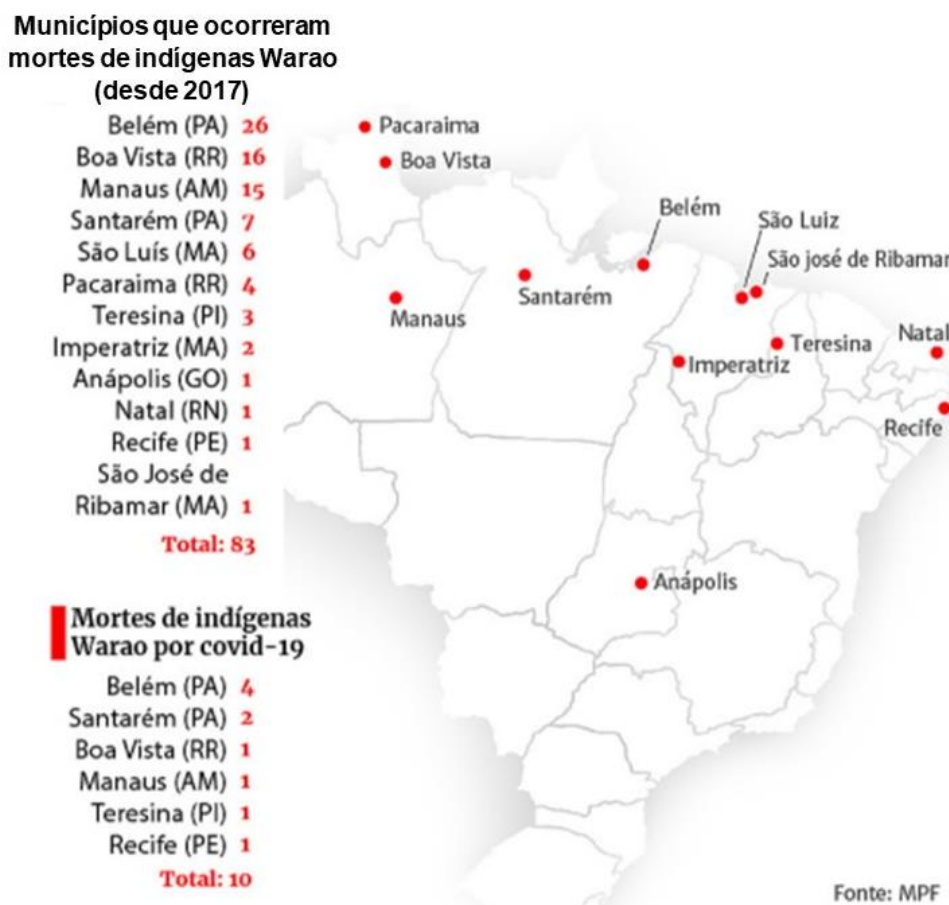 Municípios que ocorreram
mortes de indígenas Warao
(desde 2017)
Belém (PA) 26
Boa Vista (RR) 16
Manaus (AM) 15
Santarém (PA) 7
São Luís (MA) 6
Pacaraima (RR) 4
Teresina (PI) 3
Imperatriz (MA) 2
Anápolis (GO) 1
Natal (RN) 1
Recife (PE) 1
São José de
Ribamar (MA) 1
Total: 83
Mortes de indígenas
Warao por covid-19
Belém (PA) 4
Santarém (PA) 2
Boa Vista (RR) 1
Manaus (AM) 1
Teresina (PI) 1
Recife (PE) 1
Total: 10
Pacaraima
Boa Vista
Belém
São Luiz
São josé de Ribamar
Santarém
Manaus
Teresina
Natal
Imperatriz
Recife
Anápolis
Fonte: MPF